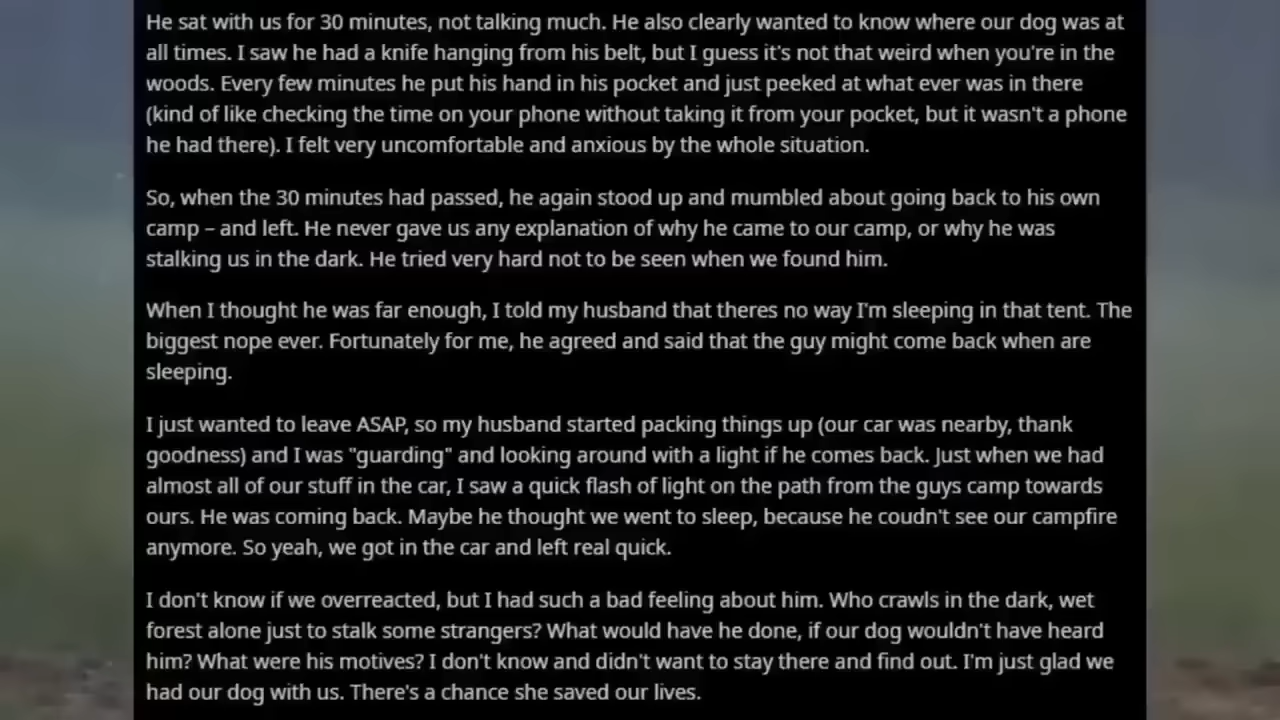 He sat with us for 30 minutes, not talking much. He also clearly wanted to know where our dog was at
all times. I saw he had a knife hanging from his belt, but I guess it's not that weird when you're in the
woods. Every few minutes he put his hand in his pocket and just peeked at what ever was in there
(kind of like checking the time on your phone without taking it from your pocket, but it wasn't a phone
he had there). I felt very uncomfortable and anxious by the whole situation.
So, when the 30 minutes had passed, he again stood up and mumbled about going back to his own
camp – and left. He never gave us any explanation of why he came to our camp, or why he was
stalking us in the dark. He tried very hard not to be seen when we found him.
When I thought he was far enough, I told my husband that theres no way I'm sleeping in that tent. The
biggest nope ever. Fortunately for me, he agreed and said that the guy might come back when are
sleeping.
I just wanted to leave ASAP, so my husband started packing things up (our car was nearby, thank
goodness) and I was "guarding" and looking around with a light if he comes back. Just when we had
almost all of our stuff in the car, I saw a quick flash of light on the path from the guys camp towards
ours. He was coming back. Maybe he thought we went to sleep, because he coudn't see our campfire
anymore. So yeah, we got in the car and left real quick.
I don't know if we overreacted, but I had such a bad feeling about him. Who crawls in the dark, wet
forest alone just to stalk some strangers? What would have he done, if our dog wouldn't have heard
him? What were his motives? I don't know and didn't want to stay there and find out. I'm just glad we
had our dog with us. There's a chance she saved our lives.